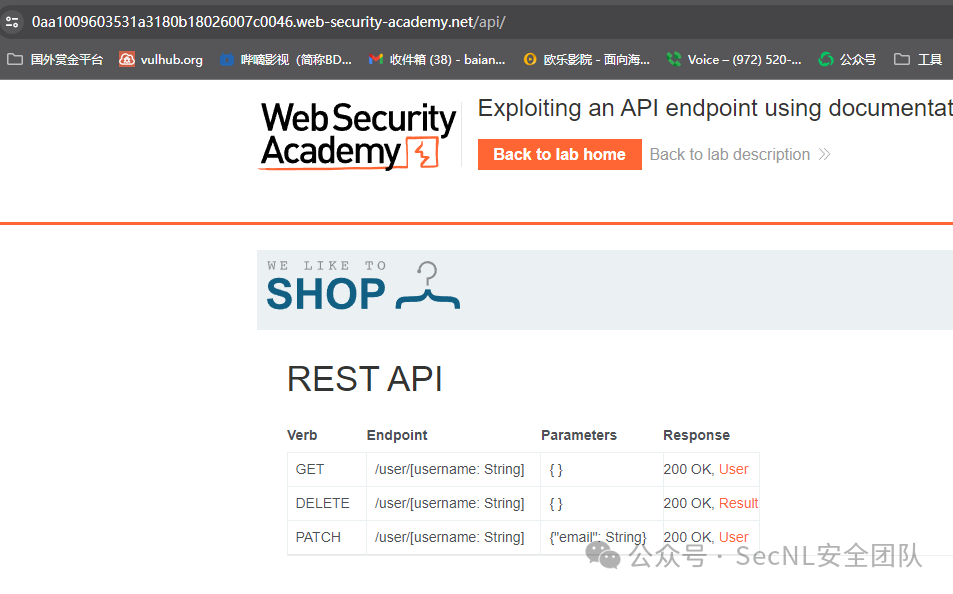 0aa1009603531a3180b18026007c0046.web-security-academy.net/api/
国外赏金平台 vulhub.org 哔嘀影视（简称BD... 收件箱 (38) - baian... 欧乐影院 - 面向海... Voice – (972) 520-... 公众号 工具
Web Security
Academy
Exploiting an API endpoint using documentat
Back to lab home Back to lab description
WE LIKE TO
SHOP
REST API
Verb Endpoint Parameters Response
GET /user/[username: String] { } 200 OK, User
DELETE /user/[username: String] { } 200 OK, Result
PATCH /user/[username: String] {"email": String} 200 OK, User
公众号 · SecNL安全团队